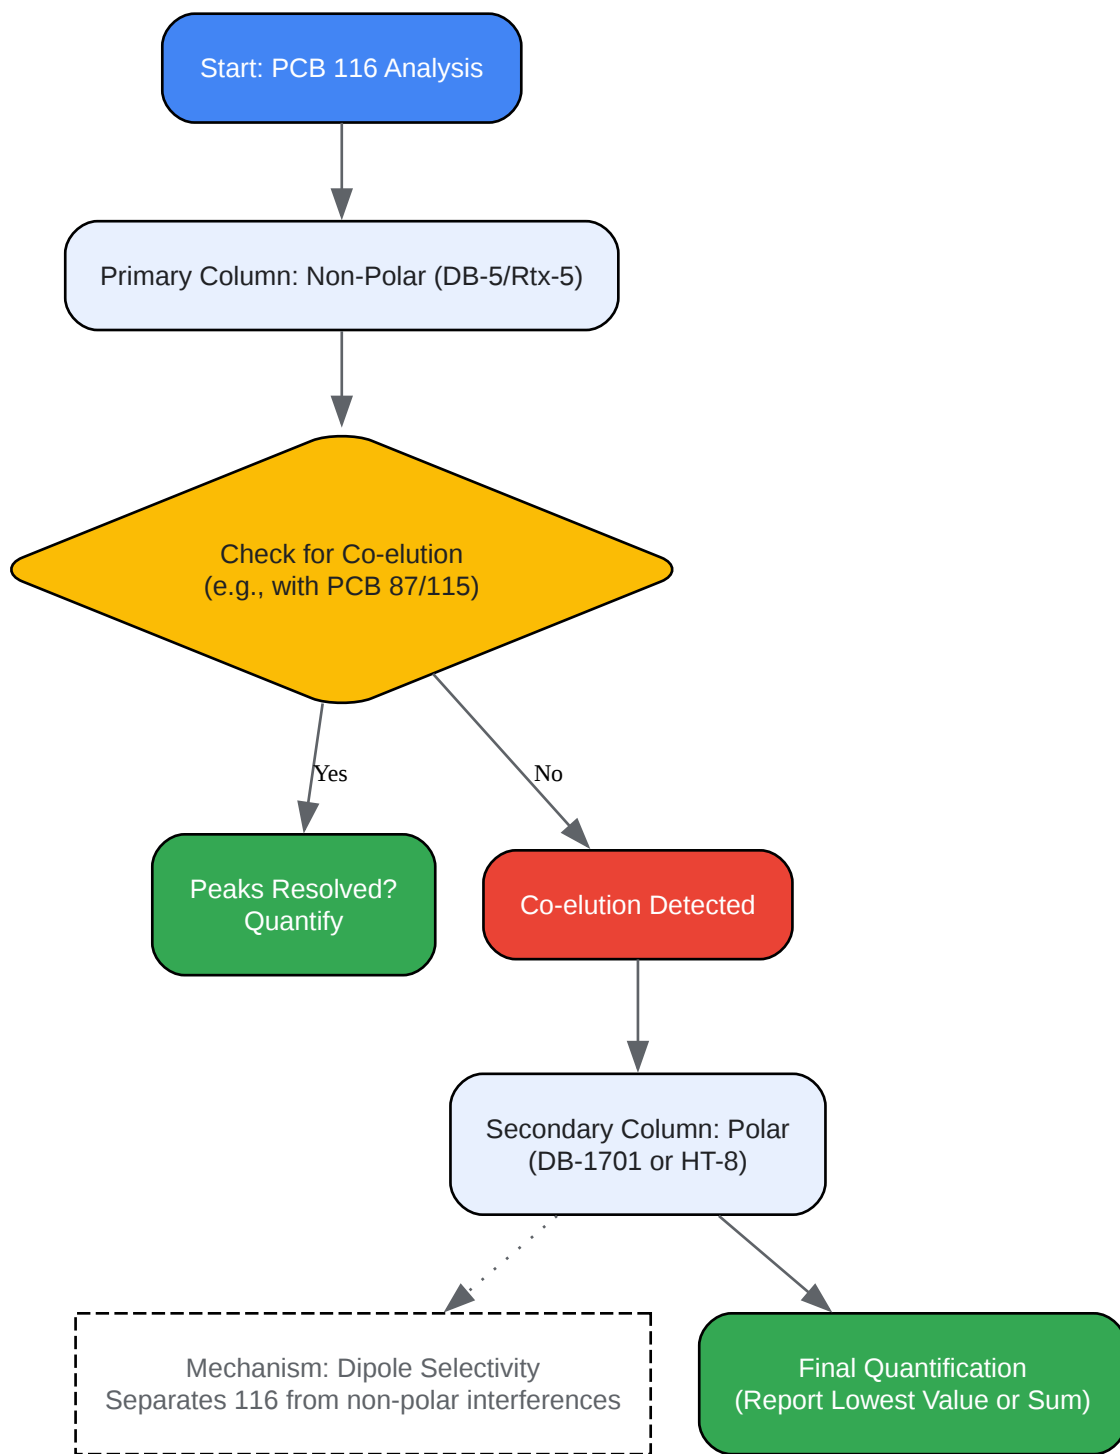 Start: PCB 116 Analysis
Primary Column: Non-Polar (DB-5/Rtx-5)
Check for Co-elution
(e.g., with PCB 87/115)
Yes
No
Peaks Resolved?
Quantify
Co-elution Detected
Secondary Column: Polar
(DB-1701 or HT-8)
Mechanism: Dipole Selectivity
Separates 116 from non-polar interferences
Final Quantification
(Report Lowest Value or Sum)